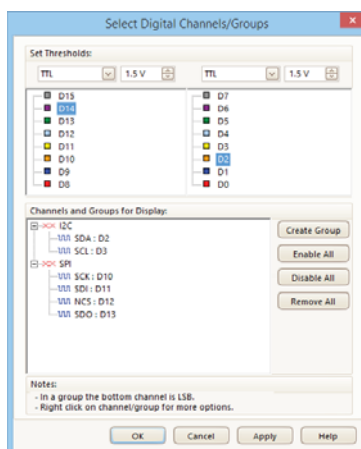 Select Digital Channels/Groups
Set Thresholds:
TTL 1.5 V TTL 1.5 V
D15 D7
D14 D6
D13 D5
D12 D4
D11 D3
D10 D2
D9 D1
D8 D0
Channels and Groups for Display:
I2C
SDA : D2
SCL : D3
SPI
SCK : D10
SDI : D11
NCS : D12
SDO : D13
Create Group
Enable All
Disable All
Remove All
Notes:
- In a group the bottom channel is LSB.
- Right click on channel/group for more options.
OK Cancel Apply Help